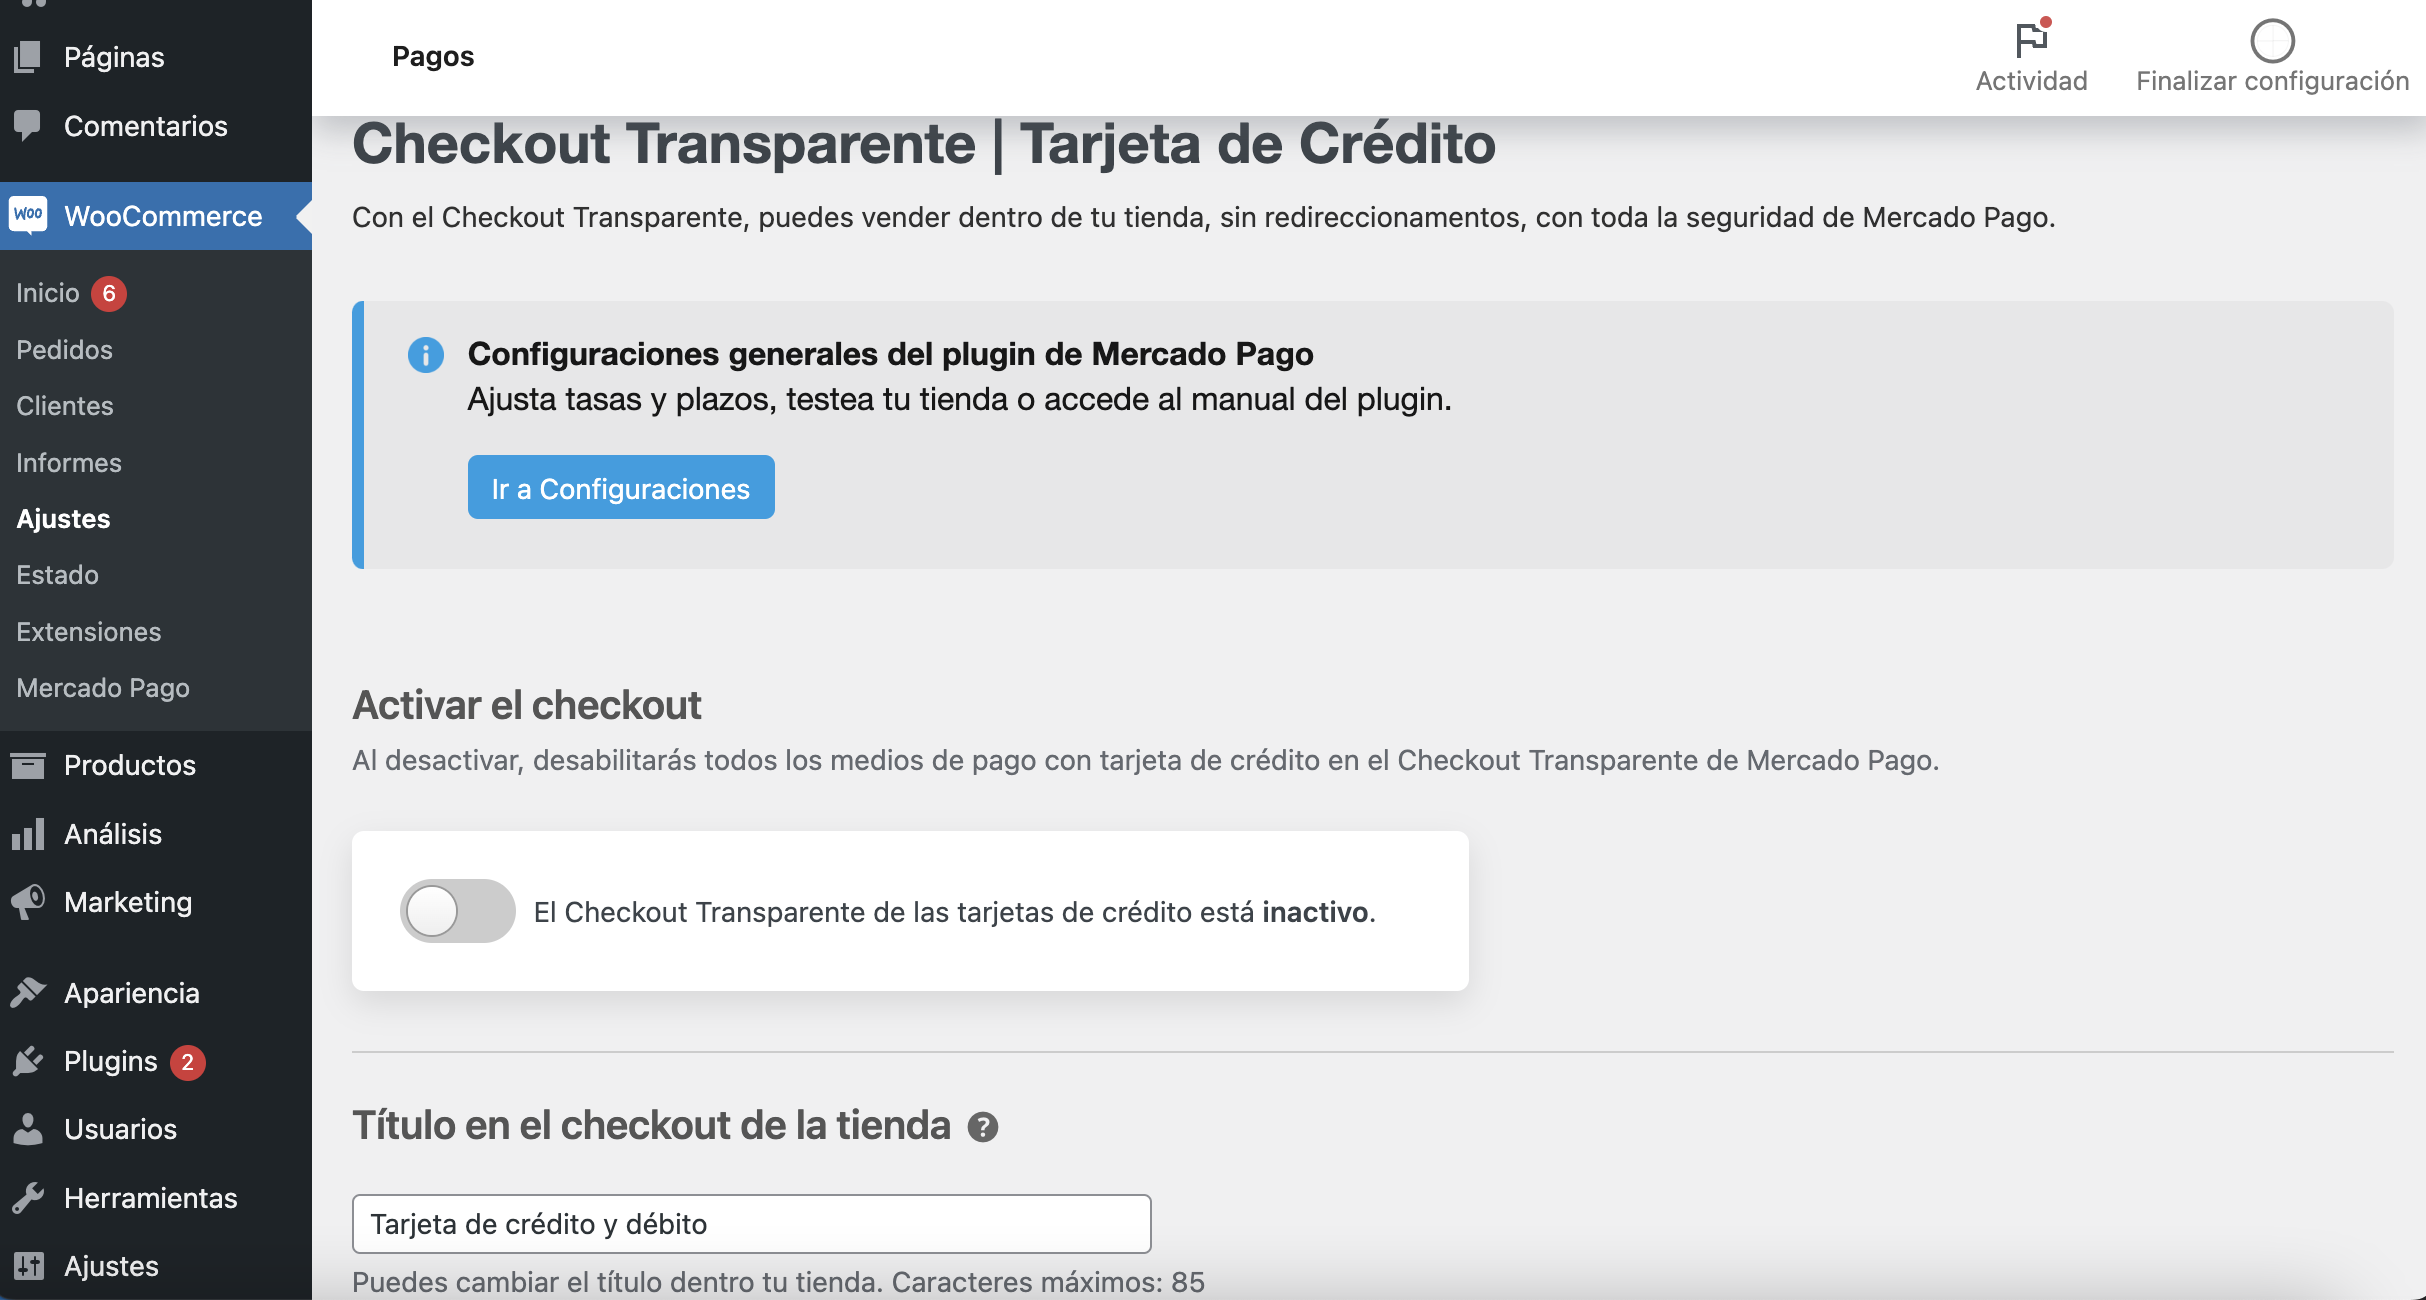 Páginas
Comentarios
WooCommerce
Inicio 6
Pedidos
Clientes
Informes
Ajustes
Estado
Extensiones
Mercado Pago
Productos
Análisis
Marketing
Apariencia
Plugins 2
Usuarios
Herramientas
Ajustes
Pagos
Actividad
Finalizar configuración
Checkout Transparente | Tarjeta de Crédito
Con el Checkout Transparente, puedes vender dentro de tu tienda, sin redireccionamentos, con toda la seguridad de Mercado Pago.
Configuraciones generales del plugin de Mercado Pago
Ajusta tasas y plazos, testea tu tienda o accede al manual del plugin.
Ir a Configuraciones
Activar el checkout
Al desactivar, desabilitarás todos los medios de pago con tarjeta de crédito en el Checkout Transparente de Mercado Pago.
El Checkout Transparente de las tarjetas de crédito está inactivo.
Título en el checkout de la tienda ?
Tarjeta de crédito y débito
Puedes cambiar el título dentro tu tienda. Caracteres máximos: 85